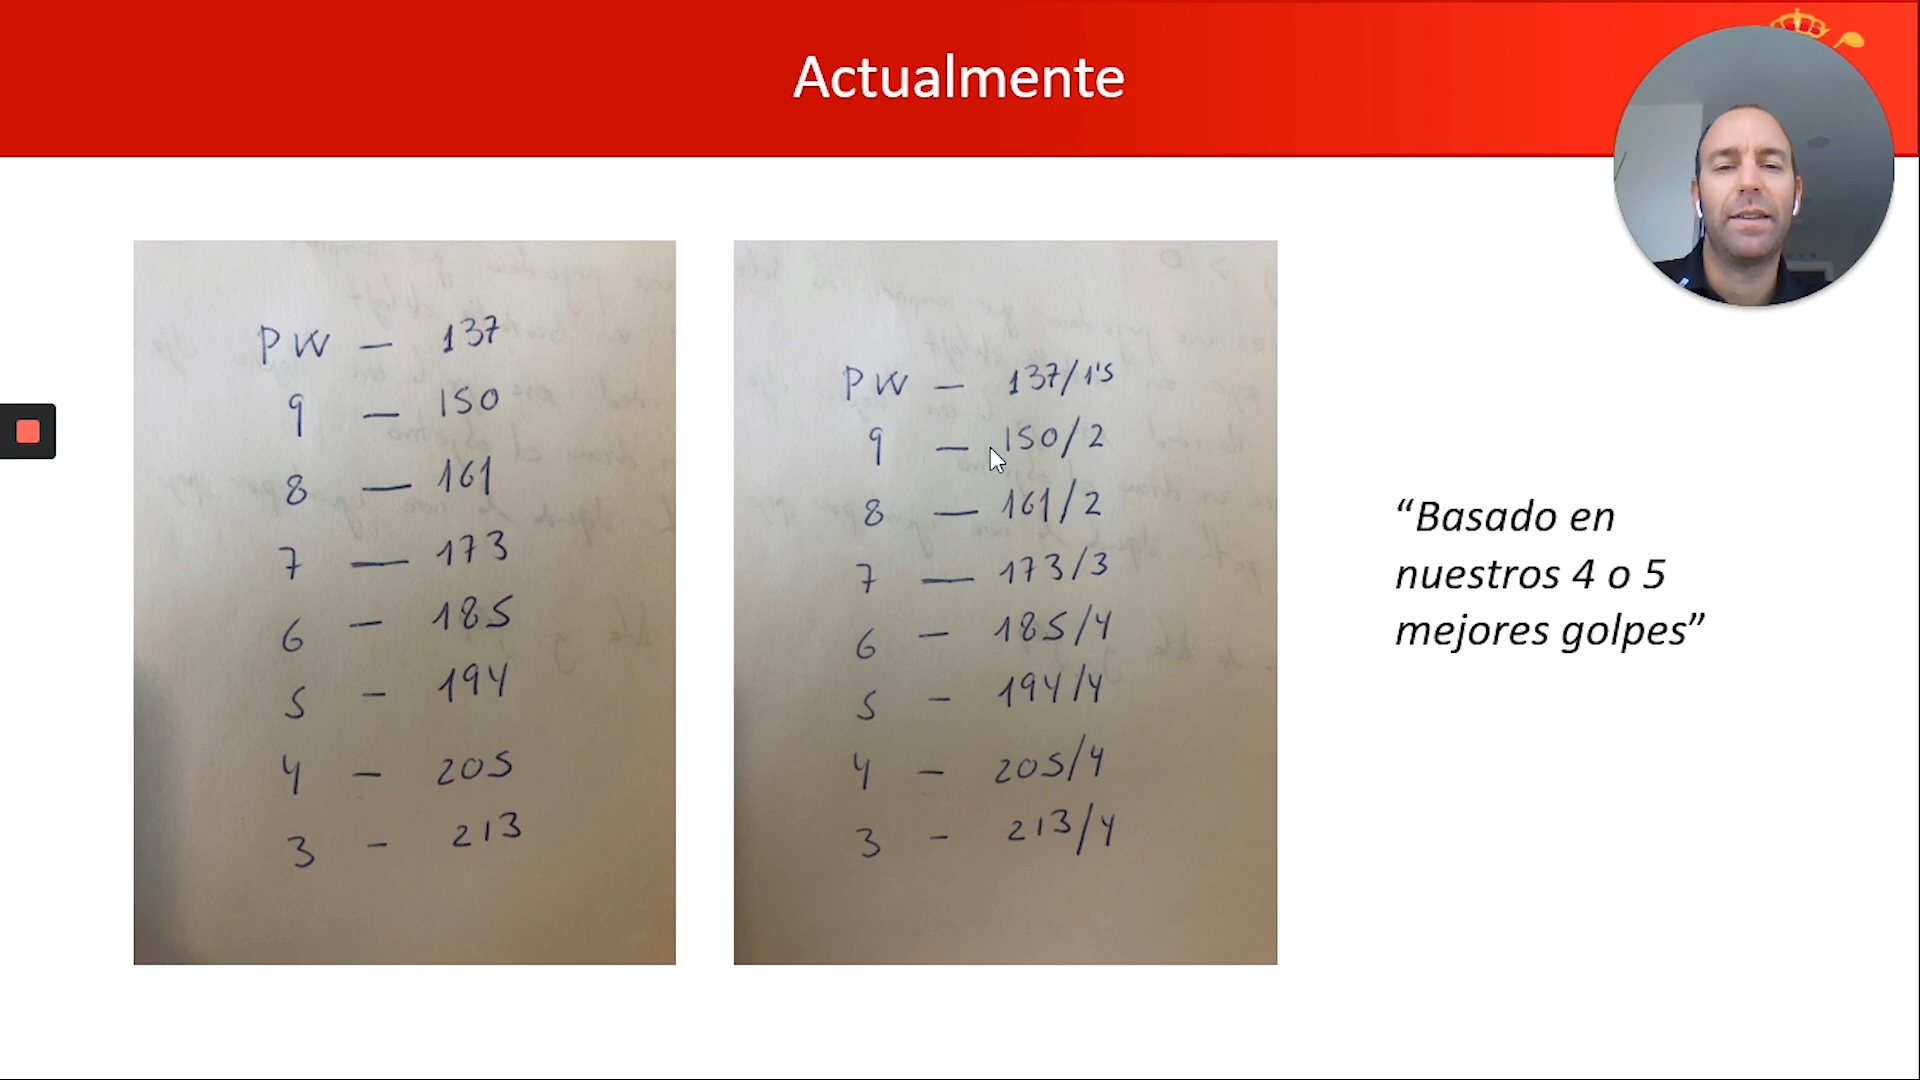 Actualmente
PW - 137
9 - 150
8 - 161
7 - 173
6 - 185
5 - 194
4 - 205
3 - 213
PW - 137/1'5
9 - 150/2
8 - 161/2
7 - 173/3
6 - 185/4
5 - 194/4
4 - 205/4
3 - 213/4
“Basado en
nuestros 4 o 5
mejores golpes”